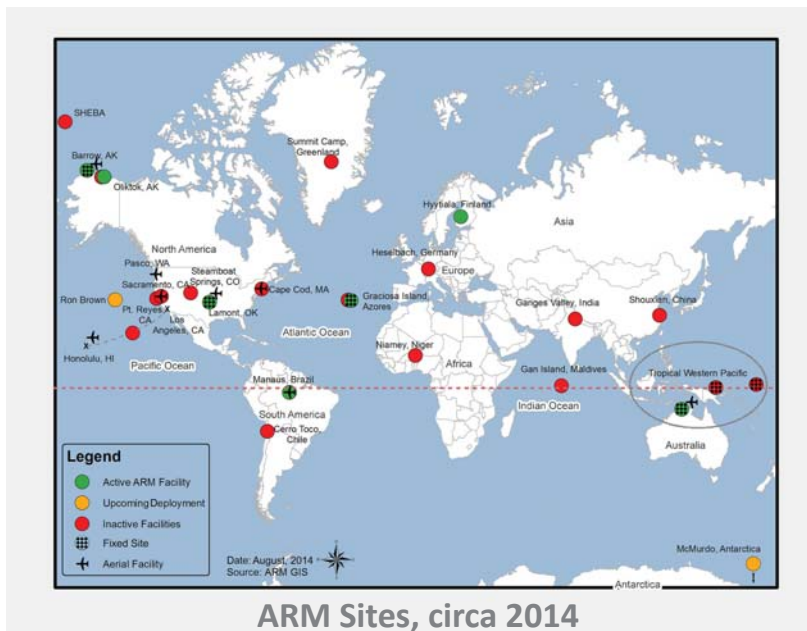 SHEBA
Barrow, AK
Oliktok, AK
Summit Camp,
Greenland
Hyytiala, Finland
Asia
North America
Heselbach, Germany
Europe
Pasco, WA
Steamboat
Springs, CO
Sacramento, CA
Cape Cod, MA
Ron Brown
Pt. Reyes,
CA
Lamont, OK
Los
Angeles, CA
Graciosa Island,
Azores
Ganges Valley, India
Shouxien, China
Atlantic Ocean
x
x
Honolulu, HI
Pacific Ocean
Niamey, Niger
Africa
Gan Island, Maldives
Tropical Western Pacific
Manaus, Brazil
Indian Ocean
South America
Cerro Toco,
Chile
Australia
Legend
Active ARM Facility
Upcoming Deployment
Inactive Facilities
Fixed Site
Aerial Facility
Date: August, 2014
Source: ARM GIS
McMurdo, Antarctica
Antarctica
ARM Sites, circa 2014